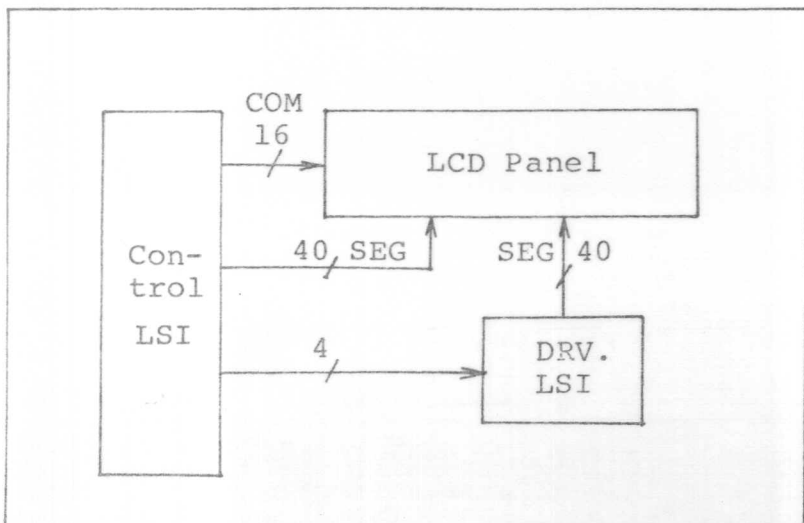 COM
16
LCD Panel
40 SEG
SEG 40
Con-
trol
LSI
4
DRV.
LSI